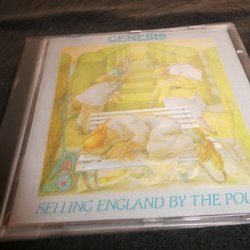 GENESIS
SELLING ENGLAND BY THE POU